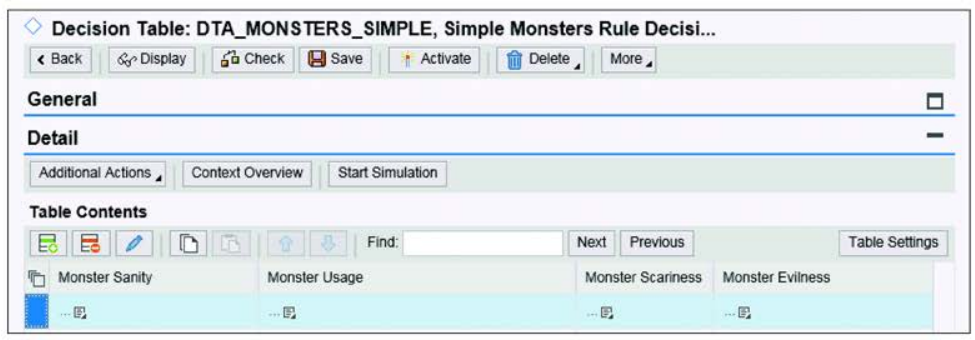 Decision Table: DTA_MONSTERS_SIMPLE, Simple Monsters Rule Decisi...
Back Display Check Save Activate Delete More
General
Detail
Additional Actions Context Overview Start Simulation
Table Contents
Find: Next Previous Table Settings
Monster Sanity Monster Usage Monster Scariness Monster Evilness
... ... ... ...